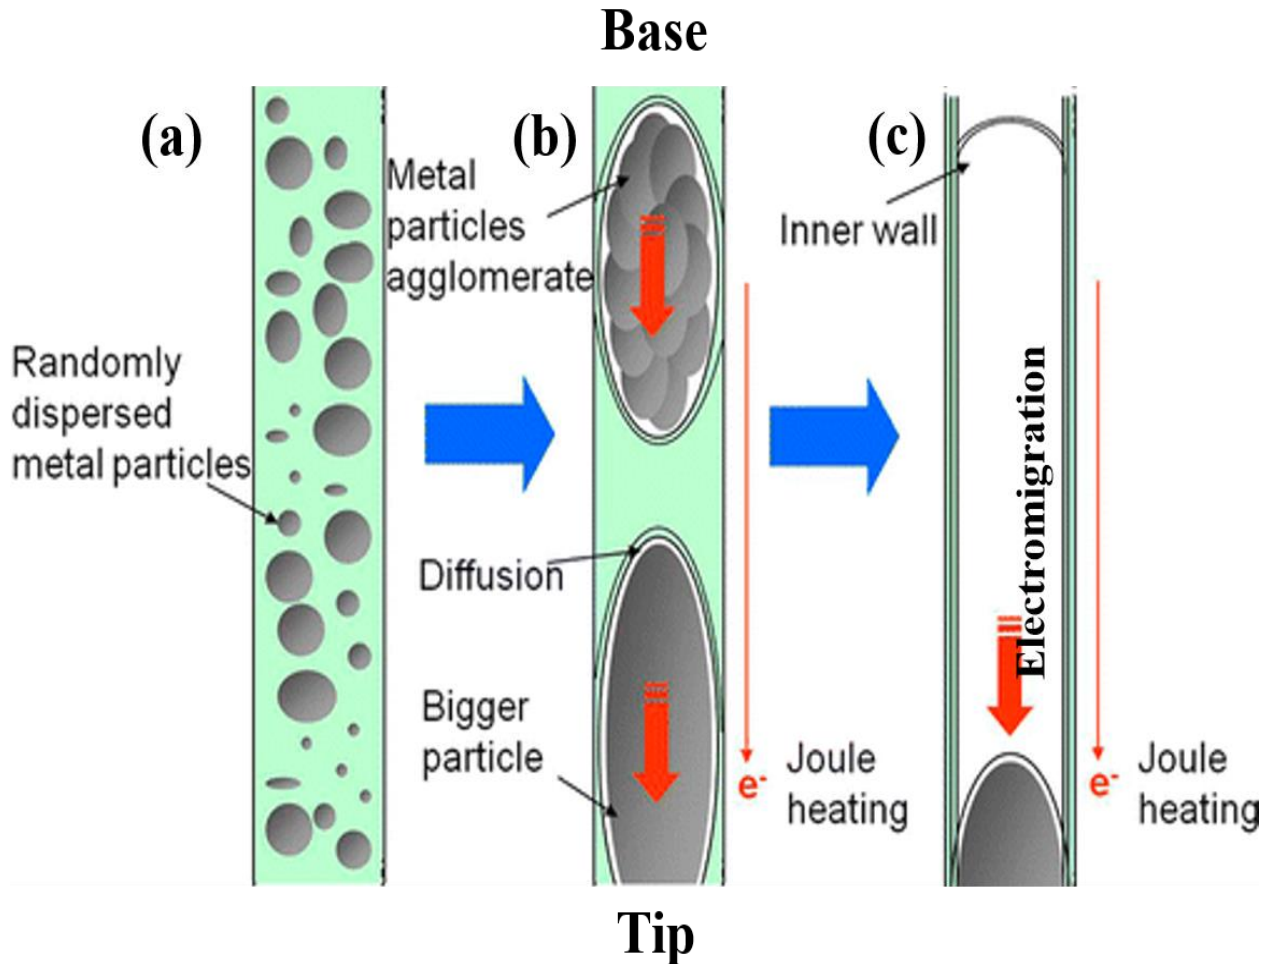 Base
(a)
(b)
(c)
Metal
particles
agglomerate
Inner wall
Randomly
dispersed
metal particles
Electromigration
Diffusion
Bigger
particle
e-
Joule
heating
e-
Joule
heating
Tip